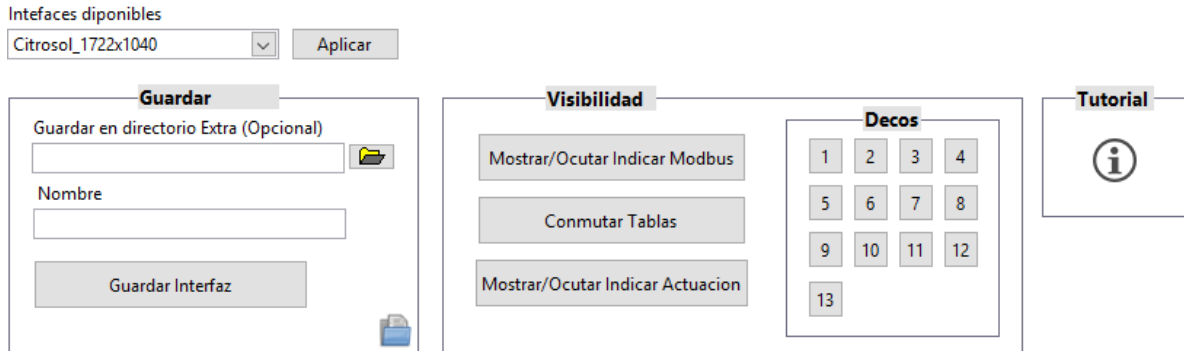 Intefaces diponibles
Citrosol_1722x1040
Aplicar
Guardar
Guardar en directorio Extra (Opcional)
Nombre
Guardar Interfaz
Visibilidad
Mostrar/Ocutar Indicar Modbus
Conmutar Tablas
Mostrar/Ocutar Indicar Actuacion
Decos
1 2 3 4
5 6 7 8
9 10 11 12
13
Tutorial